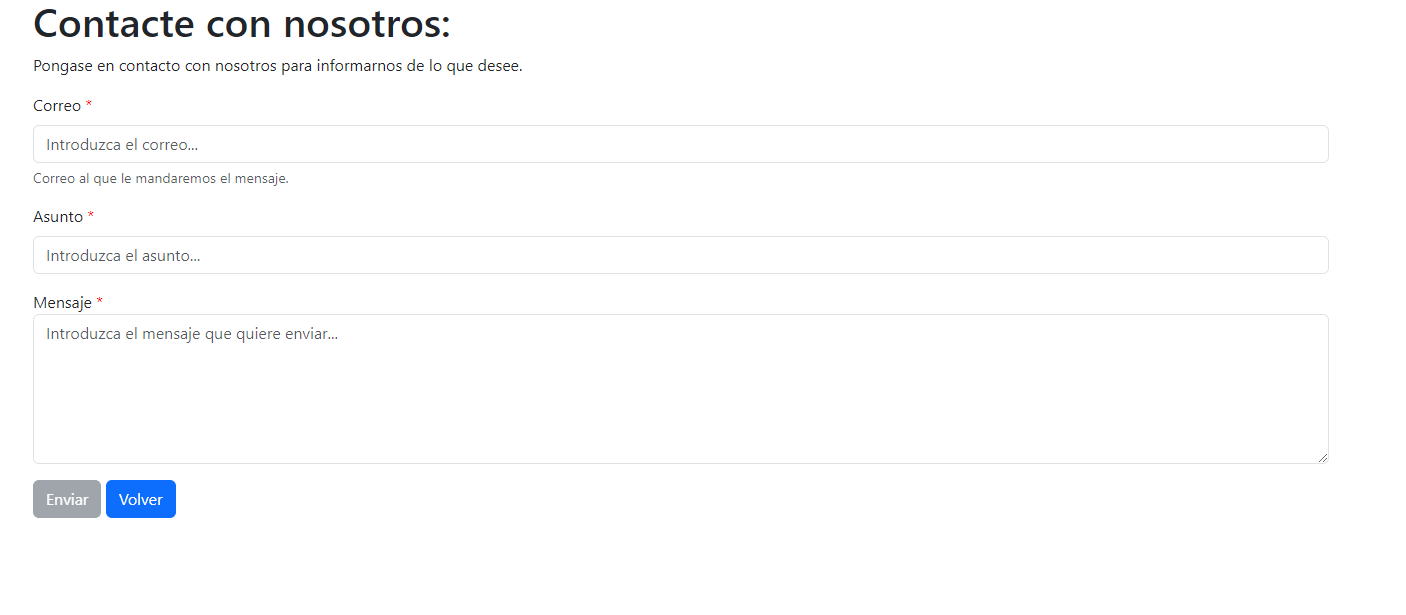 Contacte con nosotros:
Pongase en contacto con nosotros para informarnos de lo que desee.
Correo *
Introduzca el correo...
Correo al que le mandaremos el mensaje.
Asunto *
Introduzca el asunto...
Mensaje *
Introduzca el mensaje que quiere enviar...
Enviar Volver